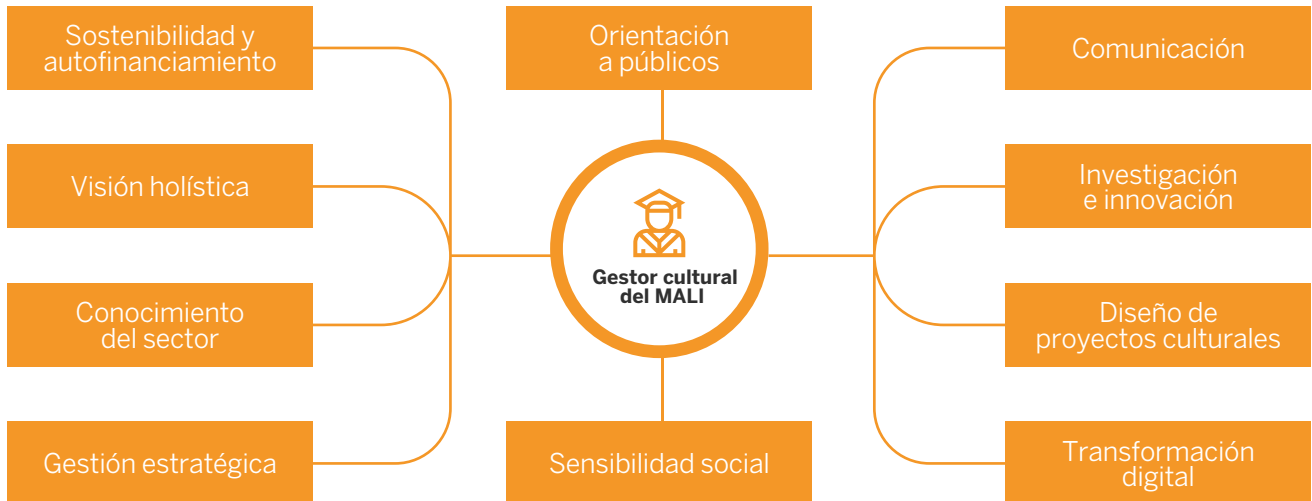 Sostenibilidad y
autofinanciamiento
Visión holística
Conocimiento
del sector
Gestión estratégica
Orientación
a públicos
Gestor cultural
del MALI
Sensibilidad social
Comunicación
Investigación
e innovación
Diseño de
proyectos culturales
Transformación
digital